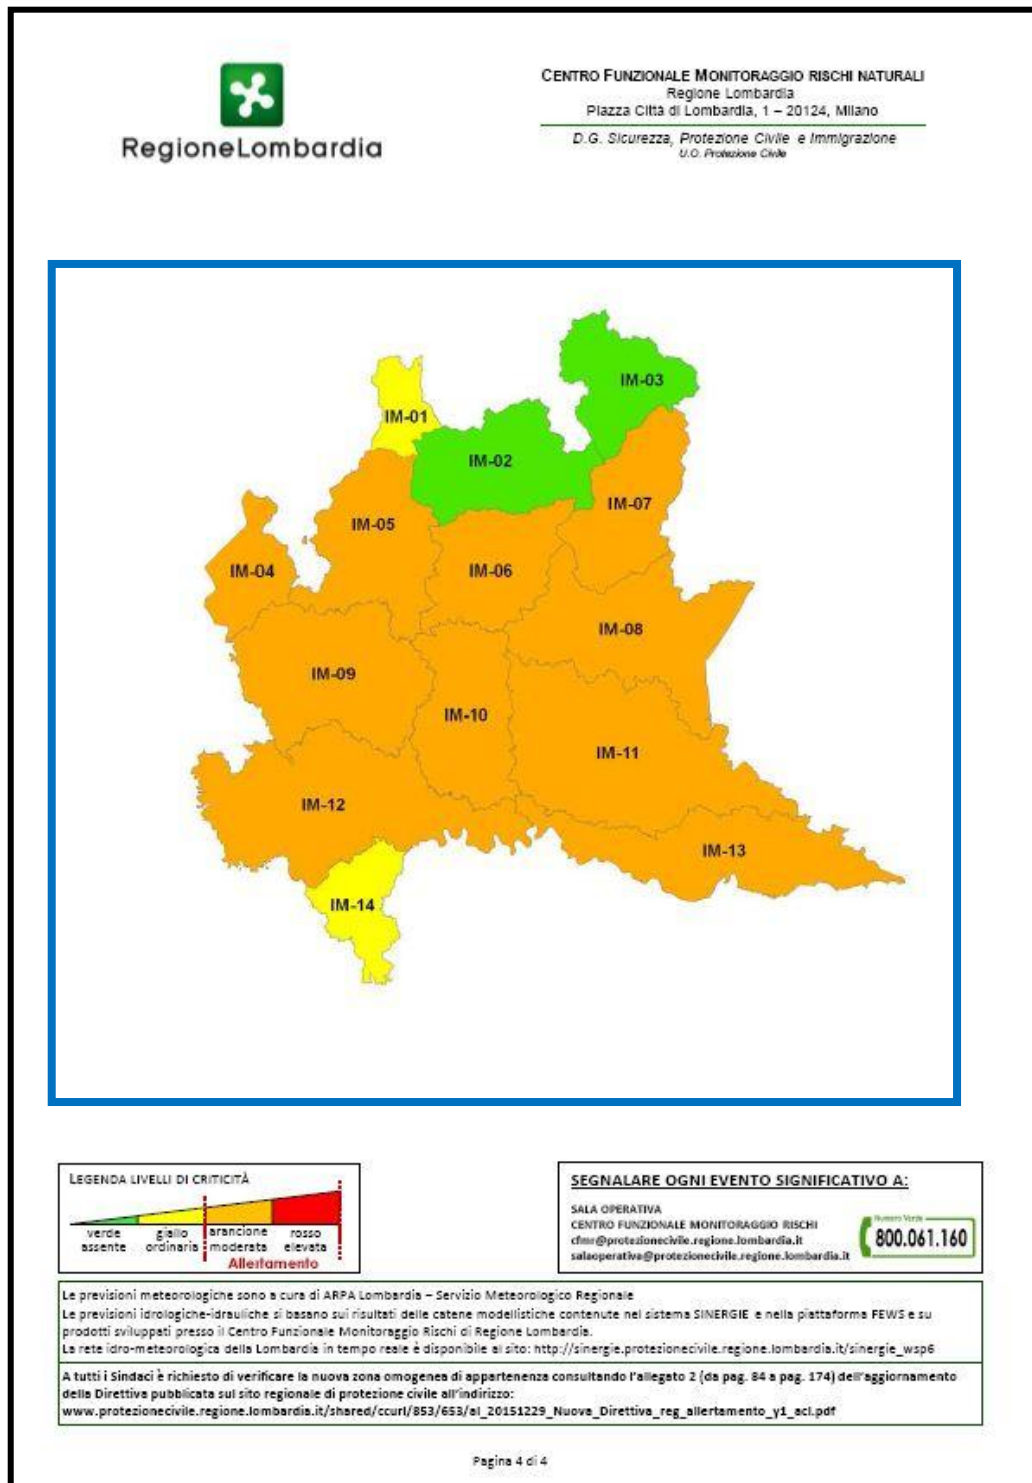 RegioneLombardia
CENTRO FUNZIONALE MONITORAGGIO RISCHI NATURALI
Regione Lombardia
Piazza Città di Lombardia, 1 – 20124, Milano
D.G. Sicurezza, Protezione Civile e Immigrazione
U.O. Protezione Civile
IM-03
IM-01
IM-02
IM-07
IM-05
IM-04
IM-06
IM-08
IM-09
IM-10
IM-11
IM-12
IM-13
IM-14
LEGENDA LIVELLI DI CRITICITÀ
verde giallo arancione rosso
assente ordinaria moderata elevata
Allertamento
SEGNALARE OGNI EVENTO SIGNIFICATIVO A:
SALA OPERATIVA
CENTRO FUNZIONALE MONITORAGGIO RISCHI
cfmr@protezionecivile.regione.lombardia.it
salaoperativa@protezionecivile.regione.lombardia.it
Numero Verde
800.061.160
Le previsioni meteorologiche sono a cura di ARPA Lombardia – Servizio Meteorologico Regionale
Le previsioni idrologiche-idrauliche si basano sui risultati delle catene modellistiche contenute nel sistema SINERGIE e nella piattaforma FEWS e su
prodotti sviluppati presso il Centro Funzionale Monitoraggio Rischi di Regione Lombardia.
La rete idro-meteorologica della Lombardia in tempo reale è disponibile al sito: http://sinergie.protezionecivile.regione.lombardia.it/sinergie_wsp6
A tutti i Sindaci è richiesto di verificare la nuova zona omogenea di appartenenza consultando l'allegato 2 (da pag. 84 a pag. 174) dell'aggiornamento
della Direttiva pubblicata sul sito regionale di protezione civile all'indirizzo:
www.protezionecivile.regione.lombardia.it/shared/ccurl/853/653/al_20151229_Nuova_Direttiva_reg_allertamento_y1_acl.pdf
Pagina 4 di 4